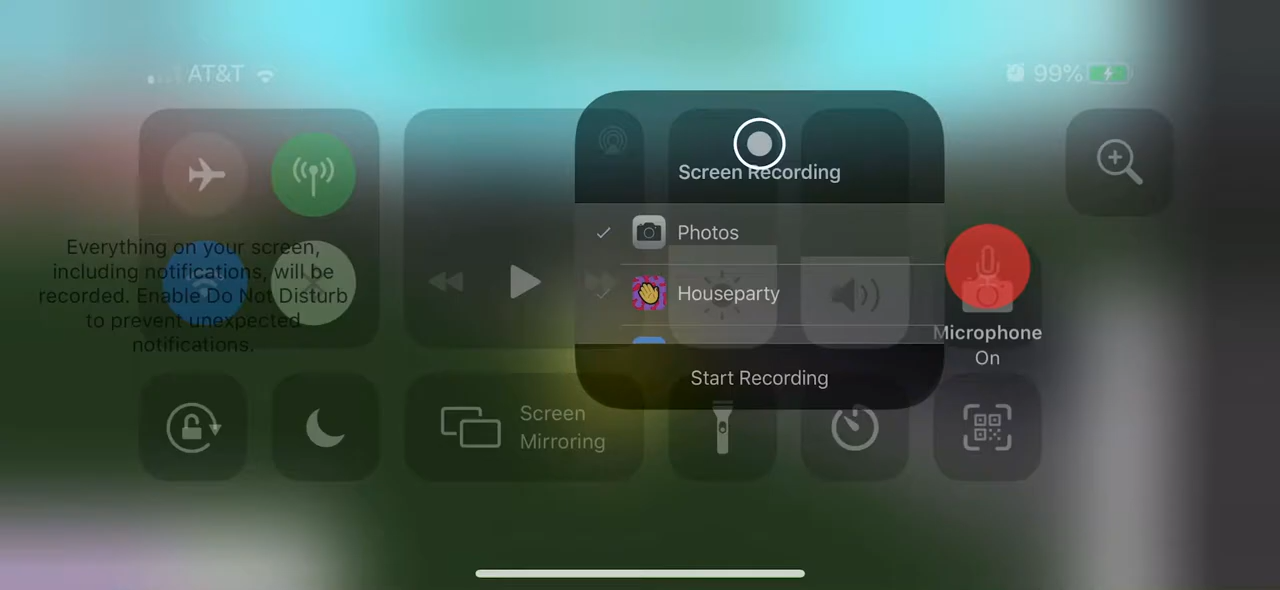 AT&T
99%
Screen Recording
Photos
Houseparty
Start Recording
Everything on your screen,
including notifications, will be
recorded. Enable Do Not Disturb
to prevent unexpected
notifications.
Microphone
On
Screen
Mirroring